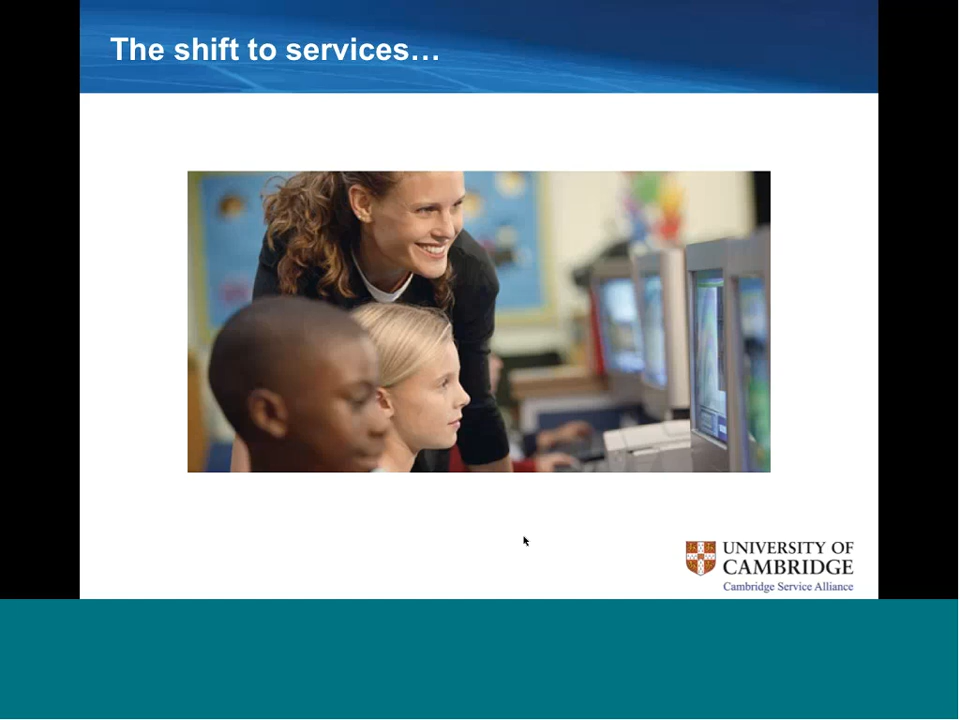 The shift to services…
UNIVERSITY OF
CAMBRIDGE
Cambridge Service Alliance